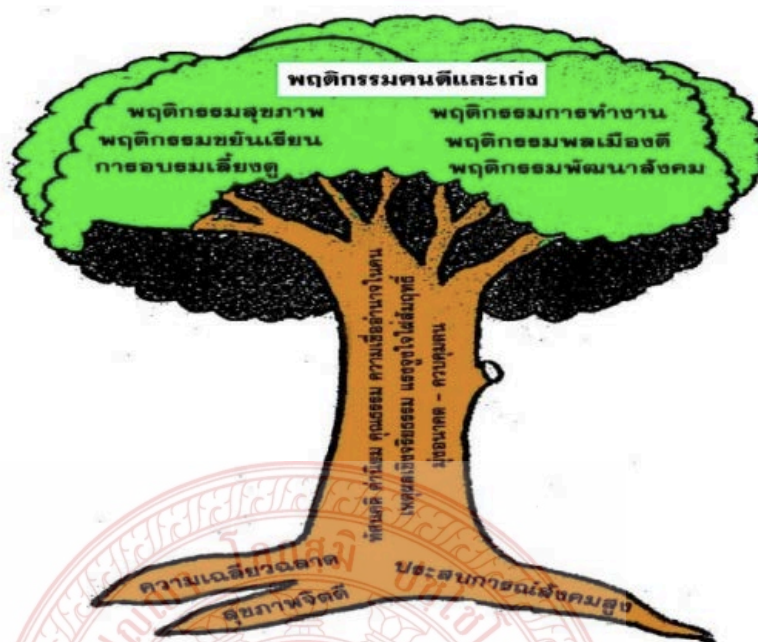 พฤติกรรมคนดีและเก่ง
พฤติกรรมสุขภาพ
พฤติกรรมการทำงาน
พฤติกรรมขยันเรียน
พฤติกรรมพลเมืองดี
การอบรมเลี้ยงดู
พฤติกรรมพัฒนาสังคม
ทัศนคติ ค่านิยม คุณธรรม ความเชื่ออำนาจในตน
เหตุผลเชิงจริยธรรม แรงจูงใจใฝ่สัมฤทธิ์
มุ่งอนาคต – ควบคุมตน
ความเฉลียวฉลาด
ประสบการณ์สังคมสูง
สุขภาพจิตดี
โกสุมิ